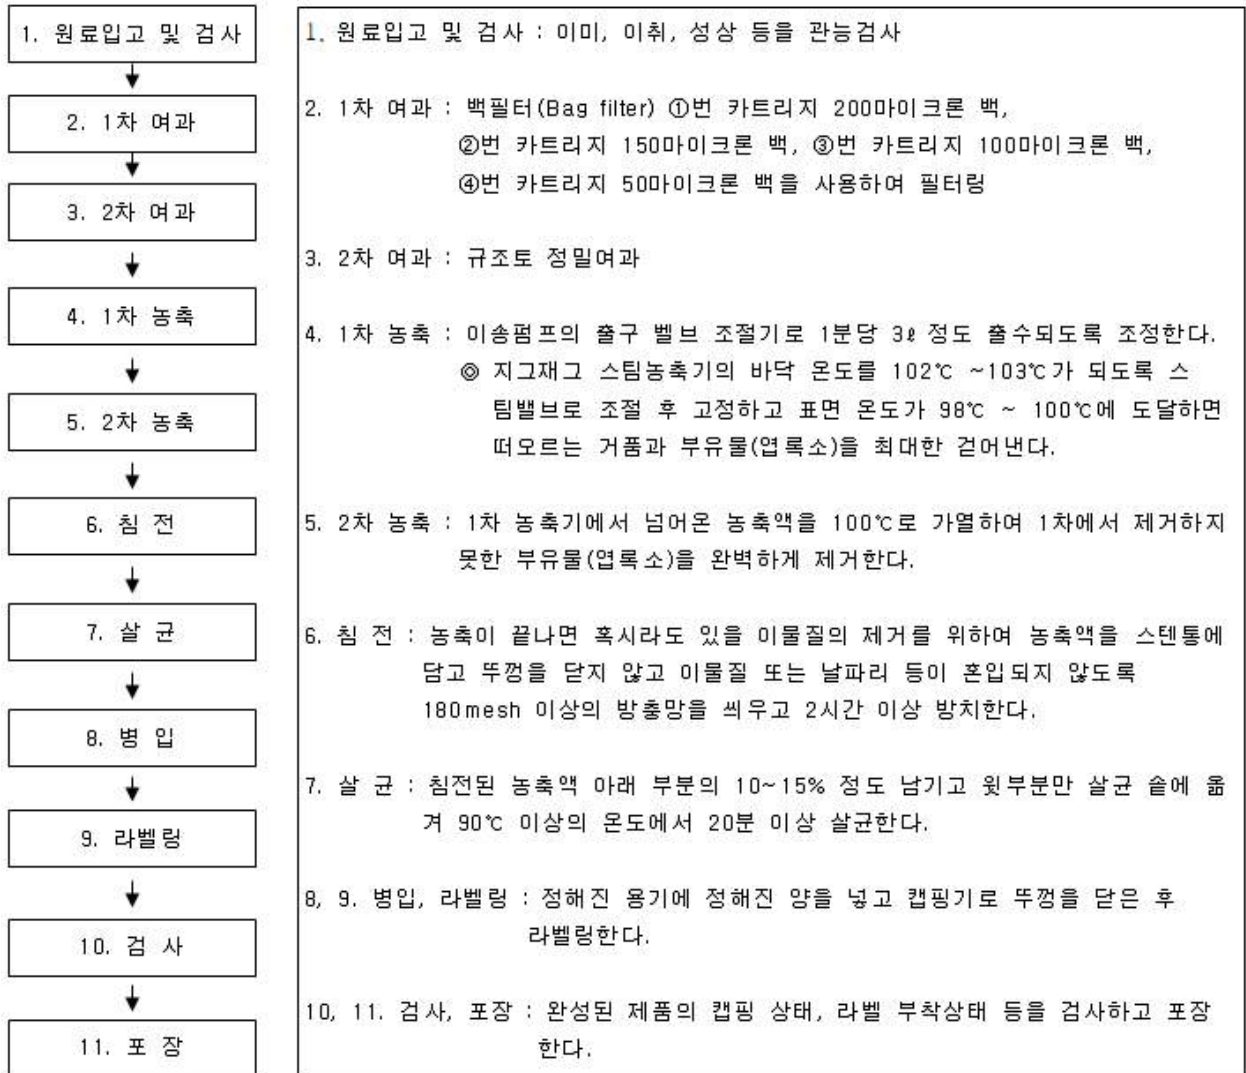 1. 원료입고 및 검사
2. 1차 여과
3. 2차 여과
4. 1차 농축
5. 2차 농축
6. 침 전
7. 살 균
8. 병 입
9. 라벨링
10. 검 사
11. 포 장
1. 원료입고 및 검사 : 이미, 이취, 성상 등을 관능검사
2. 1차 여과 : 백필터(Bag filter) ①번 카트리지 200마이크론 백,
②번 카트리지 150마이크론 백, ③번 카트리지 100마이크론 백,
④번 카트리지 50마이크론 백을 사용하여 필터링
3. 2차 여과 : 규조토 정밀여과
4. 1차 농축 : 이송펌프의 출구 벨브 조절기로 1분당 3ℓ 정도 출수되도록 조정한다.
◎ 지그재그 스팀농축기의 바닥 온도를 102℃ ~103℃가 되도록 스
팀밸브로 조절 후 고정하고 표면 온도가 98℃ ~ 100℃에 도달하면
떠오르는 거품과 부유물(엽록소)을 최대한 걷어낸다.
5. 2차 농축 : 1차 농축기에서 넘어온 농축액을 100℃로 가열하여 1차에서 제거하지
못한 부유물(엽록소)을 완벽하게 제거한다.
6. 침 전 : 농축이 끝나면 혹시라도 있을 이물질의 제거를 위하여 농축액을 스텐통에
담고 뚜껑을 닫지 않고 이물질 또는 날파리 등이 혼입되지 않도록
180mesh 이상의 방충망을 씌우고 2시간 이상 방치한다.
7. 살 균 : 침전된 농축액 아래 부분의 10~15% 정도 남기고 윗부분만 살균 솥에 옮
겨 90℃ 이상의 온도에서 20분 이상 살균한다.
8, 9. 병입, 라벨링 : 정해진 용기에 정해진 양을 넣고 캡핑기로 뚜껑을 닫은 후
라벨링한다.
10, 11. 검사, 포장 : 완성된 제품의 캡핑 상태, 라벨 부착상태 등을 검사하고 포장
한다.